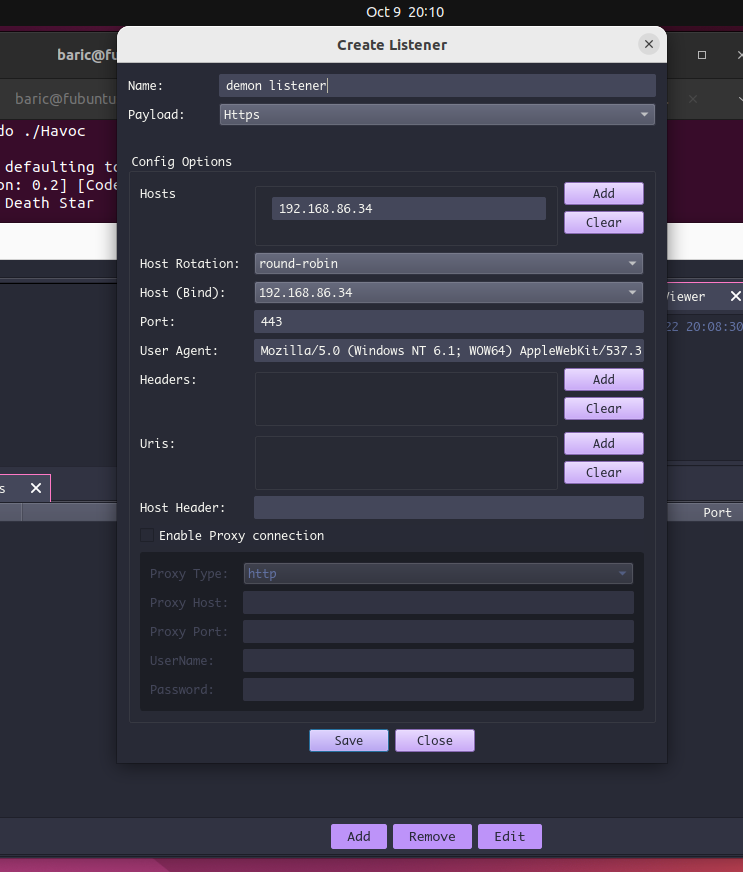 Oct 9 20:10
Create Listener
baric@fu
baric@fubuntu
Name: demon listener
Payload: Https
do ./Havoc
defaulting to
on: 0.2] [Code
Death Star
Config Options
Hosts 192.168.86.34 Add
Clear
Host Rotation: round-robin
Host (Bind): 192.168.86.34
Viewer
Port: 443
22 20:08:30
User Agent: Mozilla/5.0 (Windows NT 6.1; WOW64) AppleWebKit/537.3
Headers: Add
Clear
Uris: Add
Clear
s
Host Header:
Port
Enable Proxy connection
Proxy Type: http
Proxy Host:
Proxy Port:
UserName:
Password:
Save Close
Add Remove Edit